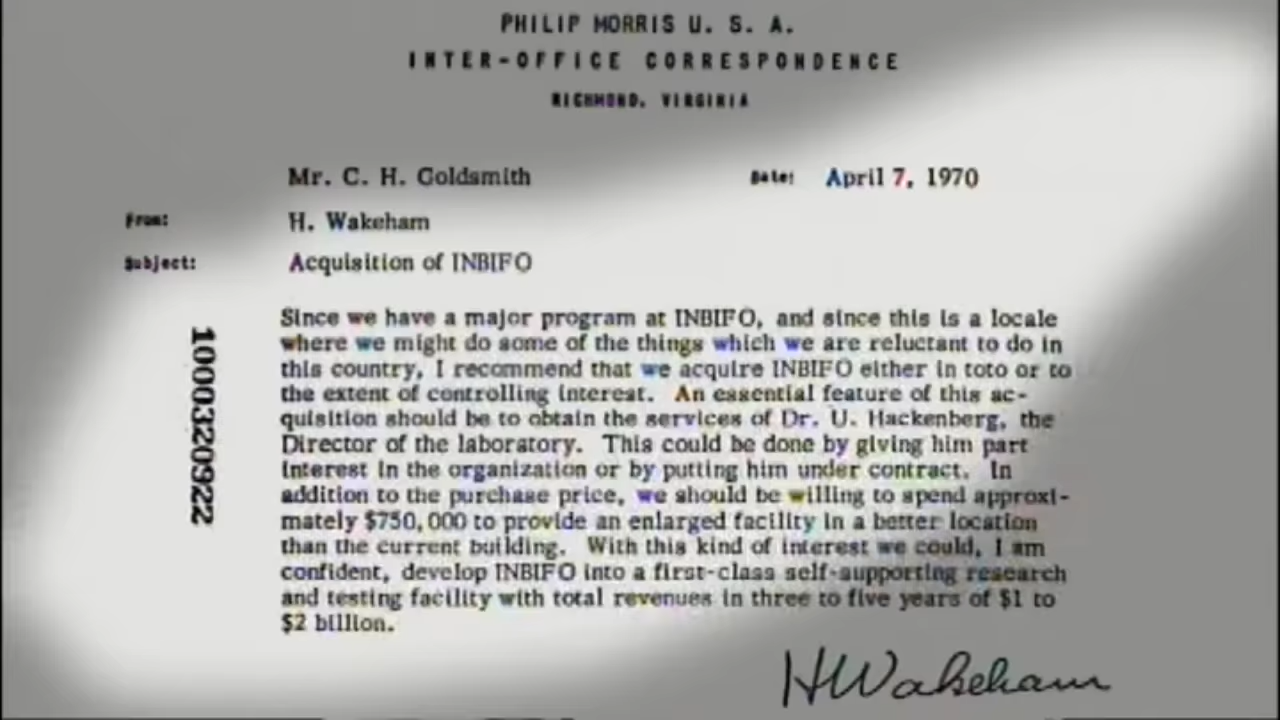 PHILIP MORRIS U. S. A.
INTER-OFFICE CORRESPONDENCE
RICHMOND, VIRGINIA
Mr. C. H. Goldsmith
Date: April 7, 1970
From: H. Wakeham
Subject: Acquisition of INBIFO
Since we have a major program at INBIFO, and since this is a locale
where we might do some of the things which we are reluctant to do in
this country, I recommend that we acquire INBIFO either in toto or to
the extent of controlling interest. An essential feature of this ac-
quisition should be to obtain the services of Dr. U. Hackenberg, the
Director of the laboratory. This could be done by giving him part
interest in the organization or by putting him under contract. In
addition to the purchase price, we should be willing to spend approxi-
mately $750,000 to provide an enlarged facility in a better location
than the current building. With this kind of interest we could, I am
confident, develop INBIFO into a first-class self-supporting research
and testing facility with total revenues in three to five years of $1 to
$2 billion.
HWakeham
1000320922